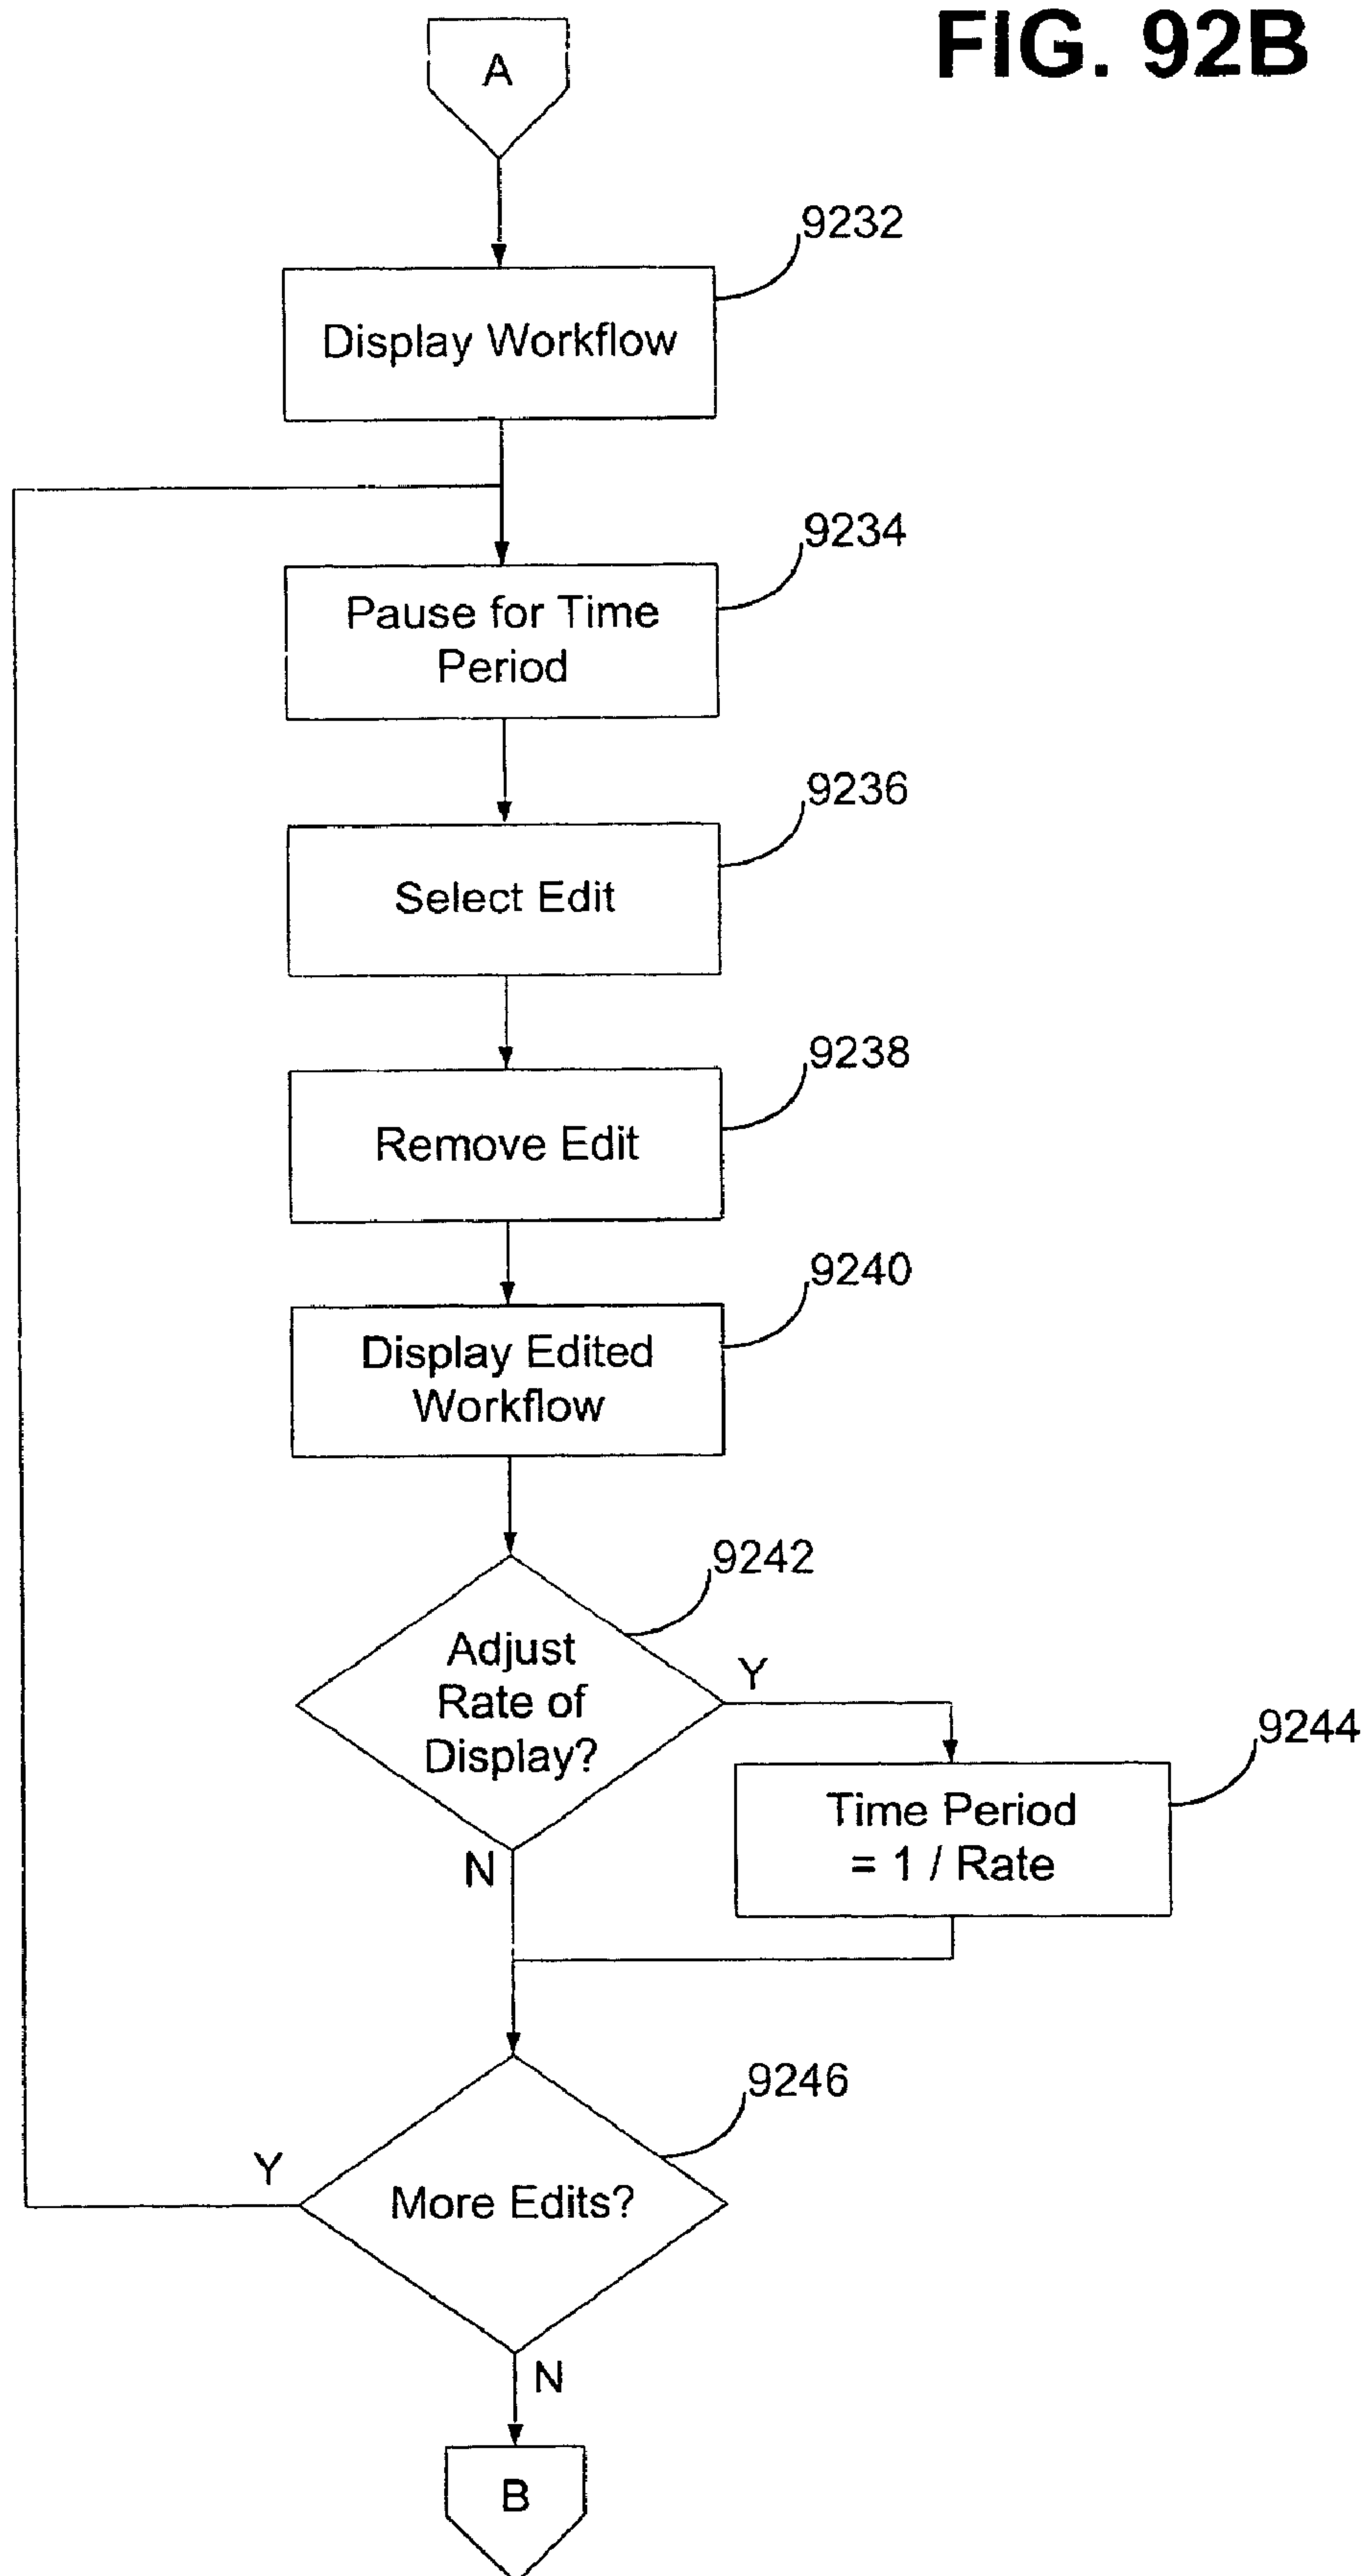 FIG. 92B
A
9232
Display Workflow
9234
Pause for Time
Period
9236
Select Edit
9238
Remove Edit
9240
Display Edited
Workflow
9242
Adjust
Rate of
Display?
Y
9244
Time Period
= 1 / Rate
N
9246
Y
More Edits?
N
B